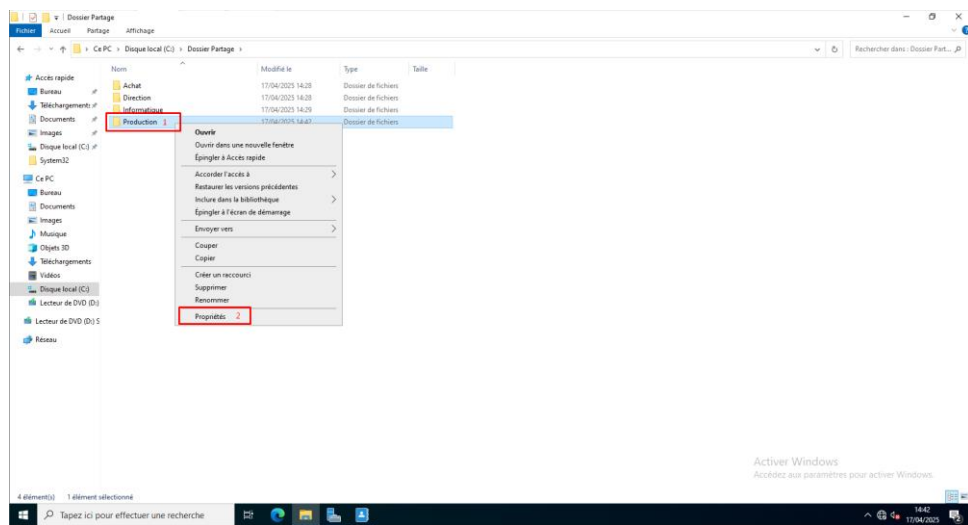 Dossier Partage
Fichier Accueil Partage Affichage
Ce PC › Disque local (C:) › Dossier Partage ›
Rechercher dans : Dossier Part...
Nom Modifié le Type Taille
Achat 17/04/2025 14:28 Dossier de fichiers
Direction 17/04/2025 14:28 Dossier de fichiers
Informatique 17/04/2025 14:29 Dossier de fichiers
Production 1 17/04/2025 14:42 Dossier de fichiers
Accès rapide
Bureau
Téléchargements
Documents
Images
Disque local (C:)
System32
Ce PC
Bureau
Documents
Images
Musique
Objets 3D
Téléchargements
Vidéos
Disque local (C:)
Lecteur de DVD (D:)
Lecteur de DVD (D:) S
Réseau
Ouvrir
Ouvrir dans une nouvelle fenêtre
Épingler à Accès rapide
Accorder l'accès à
Restaurer les versions précédentes
Inclure dans la bibliothèque
Épingler à l'écran de démarrage
Envoyer vers
Couper
Copier
Créer un raccourci
Supprimer
Renommer
Propriétés 2
Activer Windows
Accédez aux paramètres pour activer Windows.
4 élément(s) 1 élément sélectionné
Tapez ici pour effectuer une recherche
14:42
17/04/2025